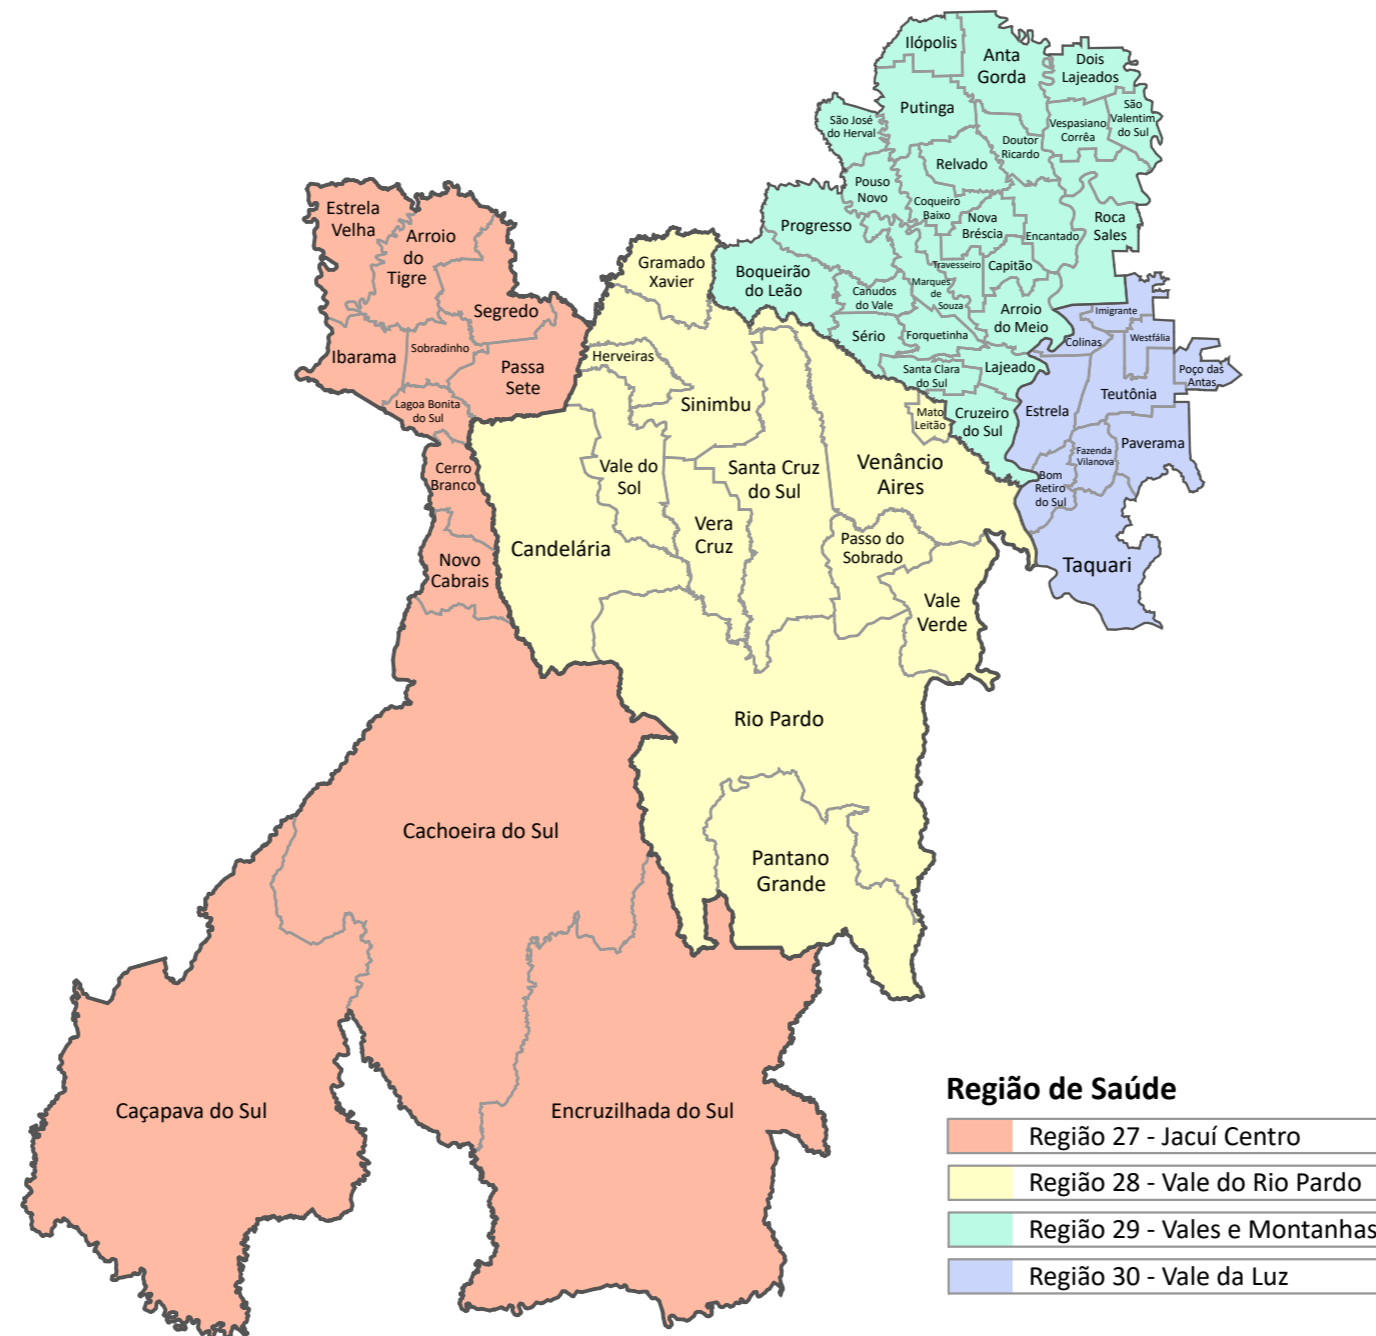 Ilópolis
Anta
Gorda
Dois
Lajeados
Putinga
São José
do Herval
Vespasiano
Corrêa
São
Valentim
do Sul
Doutor
Ricardo
Relvado
Pouso
Novo
Coqueiro
Baixo
Nova
Bréscia
Encantado
Roca
Sales
Progresso
Boqueirão
do Leão
Travesseiro
Capitão
Canudos
do Vale
Marques
de
Souza
Arroio
do Meio
Sério
Forquetinha
Santa Clara
do Sul
Lajeado
Cruzeiro
do Sul
Imigrante
Colinas
Westfália
Poço das
Antas
Teutônia
Estrela
Fazenda
Vilanova
Paverama
Bom
Retiro
do Sul
Taquari
Estrela
Velha
Arroio
do
Tigre
Segredo
Ibarama
Sobradinho
Passa
Sete
Lagoa Bonita
do Sul
Cerro
Branco
Novo
Cabrais
Gramado
Xavier
Herveiras
Sinimbu
Mato
Leitão
Vale do
Sol
Santa Cruz
do Sul
Venâncio
Aires
Vera
Cruz
Candelária
Passo do
Sobrado
Vale
Verde
Rio Pardo
Pantano
Grande
Cachoeira do Sul
Caçapava do Sul
Encruzilhada do Sul
Região de Saúde
Região 27 - Jacuí Centro
Região 28 - Vale do Rio Pardo
Região 29 - Vales e Montanhas
Região 30 - Vale da Luz